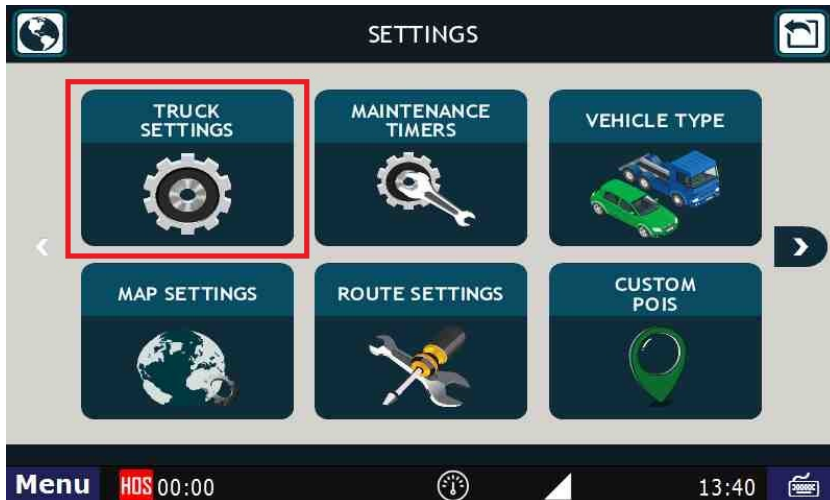 SETTINGS
TRUCK
SETTINGS
MAINTENANCE
TIMERS
VEHICLE TYPE
MAP SETTINGS
ROUTE SETTINGS
CUSTOM
POIS
Menu HOS 00:00 13:40